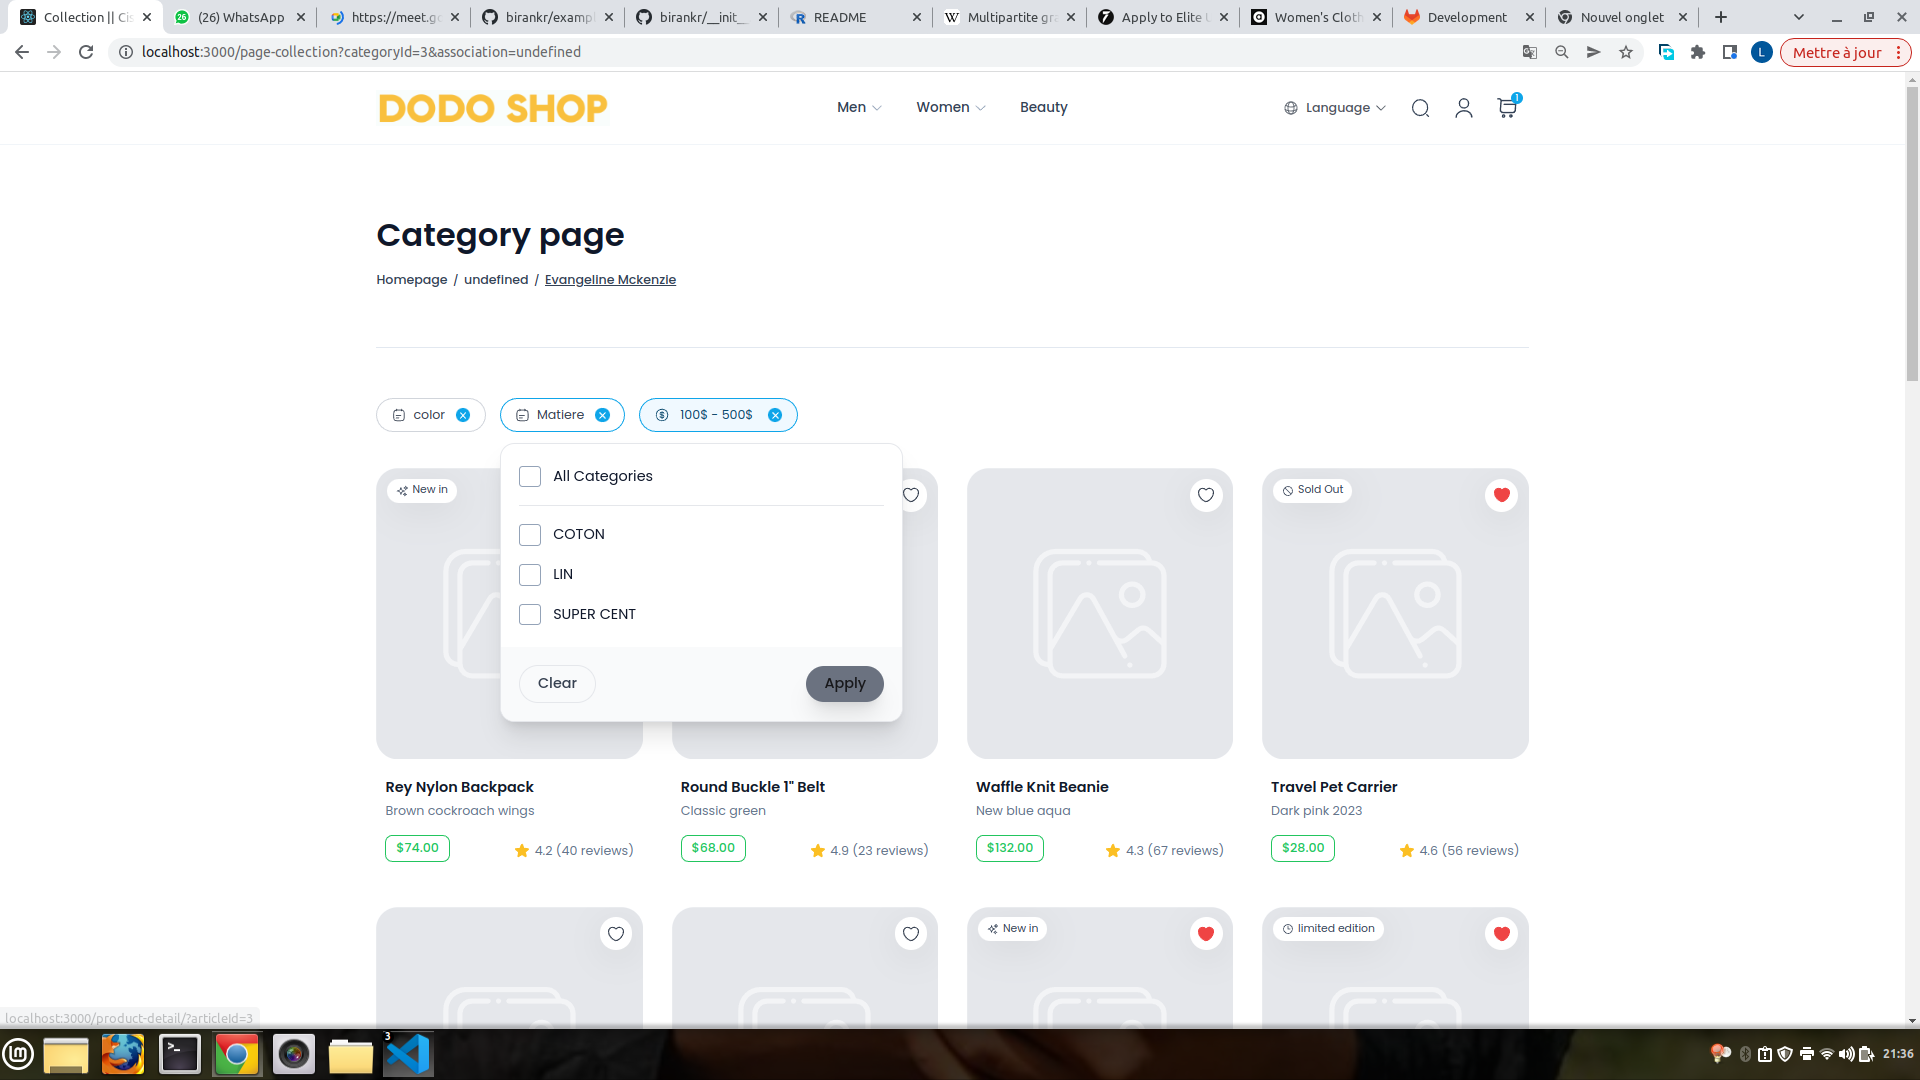 Collection || Cis
(26) WhatsApp
https://meet.go
birankr/exampl
birankr/__init__
README
Multipartite gra
Apply to Elite U
Women's Cloth
Development
Nouvel onglet
localhost:3000/page-collection?categoryId=3&association=undefined
L
Mettre à jour
DODO SHOP
Men
Women
Beauty
Language
1
Category page
Homepage / undefined / Evangeline Mckenzie
color
Matiere
100$ - 500$
All Categories
COTON
LIN
SUPER CENT
Clear
Apply
New in
Sold Out
Rey Nylon Backpack
Round Buckle 1" Belt
Waffle Knit Beanie
Travel Pet Carrier
Brown cockroach wings
Classic green
New blue aqua
Dark pink 2023
$74.00
4.2 (40 reviews)
$68.00
4.9 (23 reviews)
$132.00
4.3 (67 reviews)
$28.00
4.6 (56 reviews)
New in
limited edition
localhost:3000/product-detail/?articleId=3
3
21:36